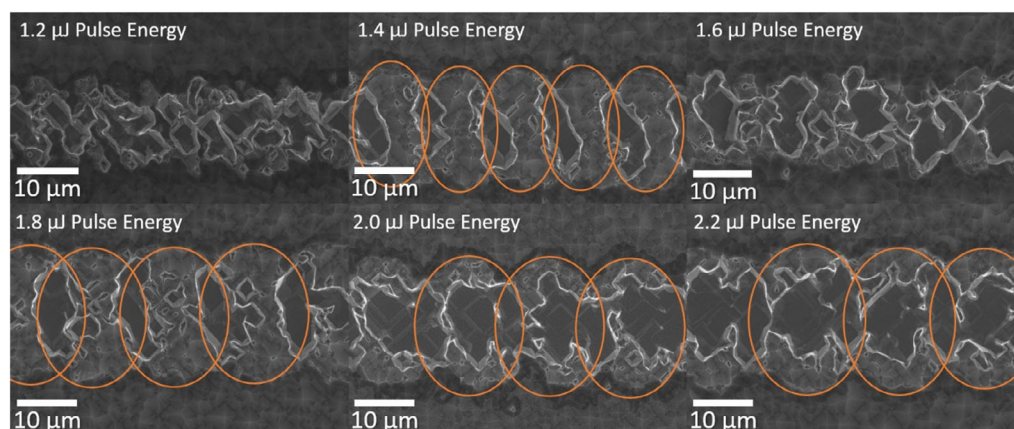 1.2 µJ Pulse Energy
1.4 µJ Pulse Energy
1.6 µJ Pulse Energy
10 µm
10 µm
10 µm
1.8 µJ Pulse Energy
2.0 µJ Pulse Energy
2.2 µJ Pulse Energy
10 µm
10 µm
10 µm